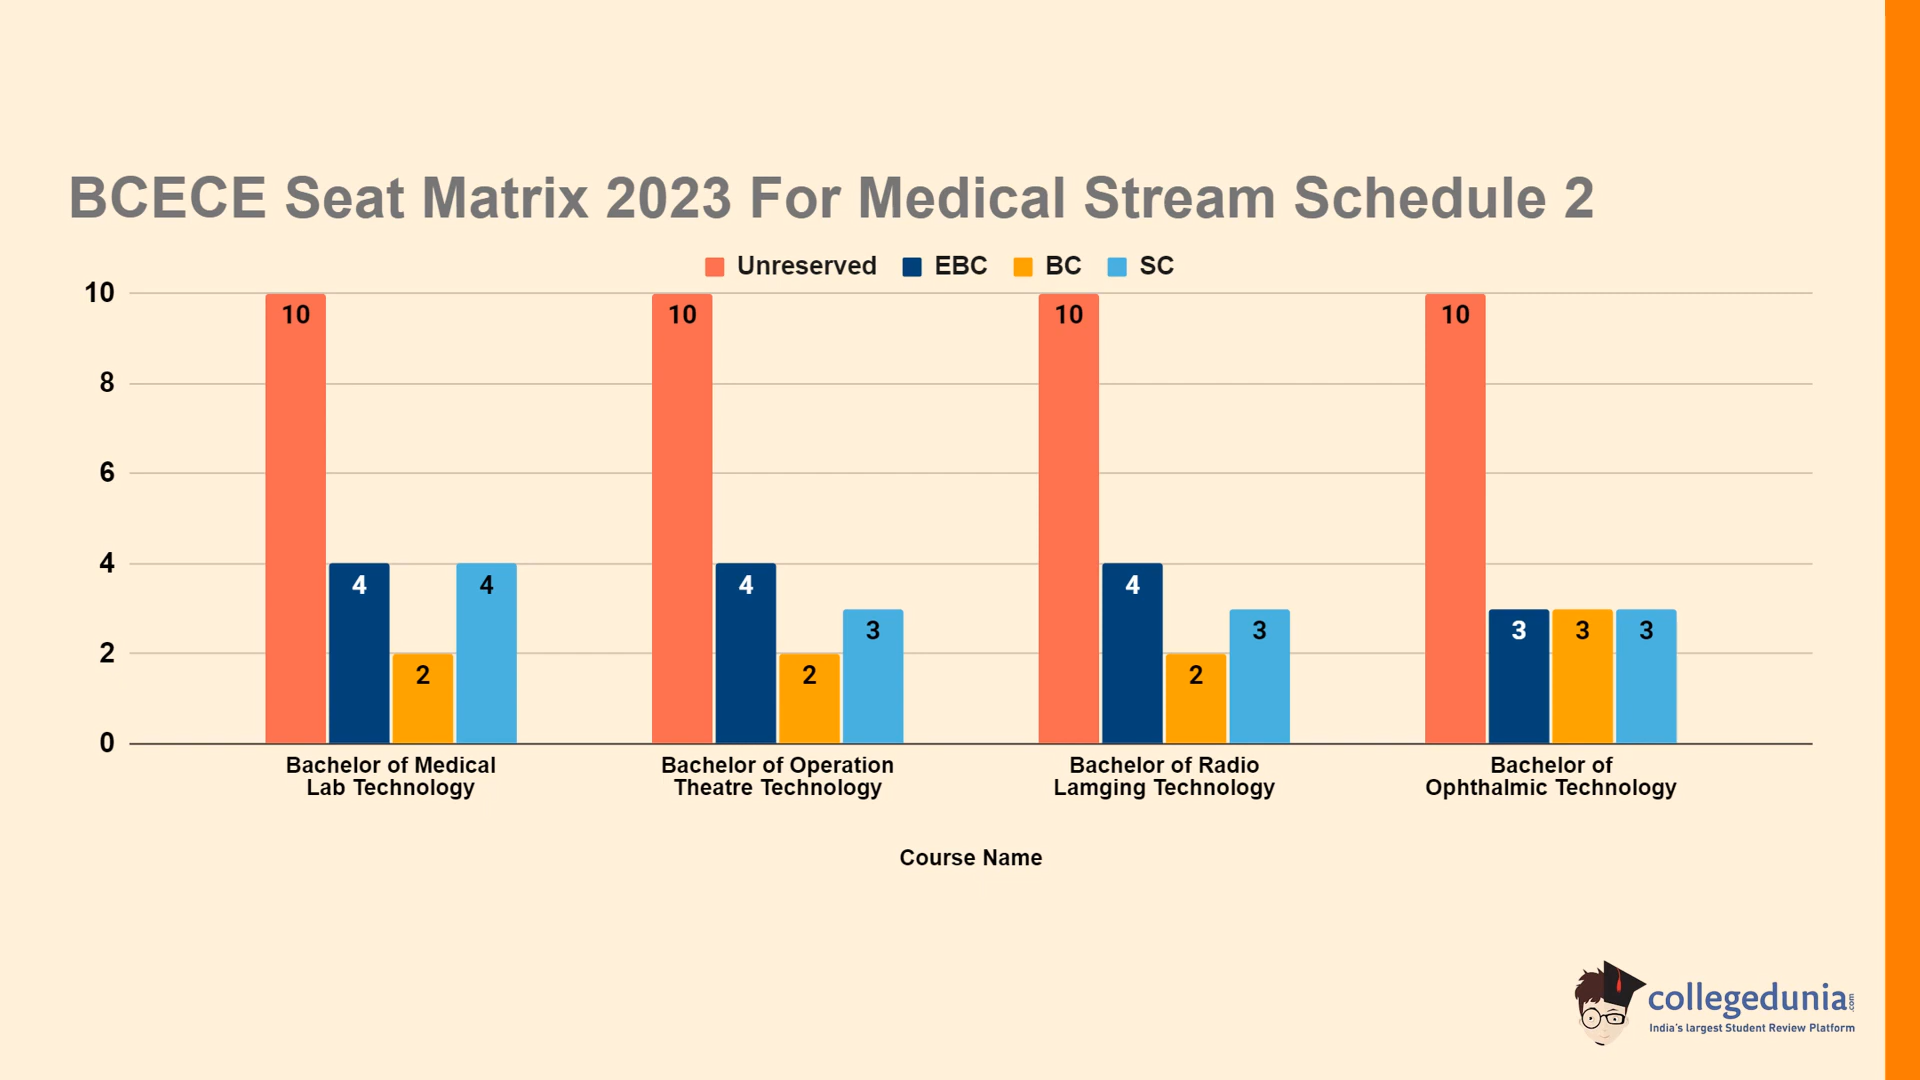 BCECE Seat Matrix 2023 For Medical Stream Schedule 2
Unreserved EBC BC SC
10
8
6
4
2
0
10 4 2 4
10 4 2 3
10 4 2 3
10 3 3 3
Bachelor of Medical
Lab Technology
Bachelor of Operation
Theatre Technology
Bachelor of Radio
Lamging Technology
Bachelor of
Ophthalmic Technology
Course Name
collegedunia.com
India's largest Student Review Platform